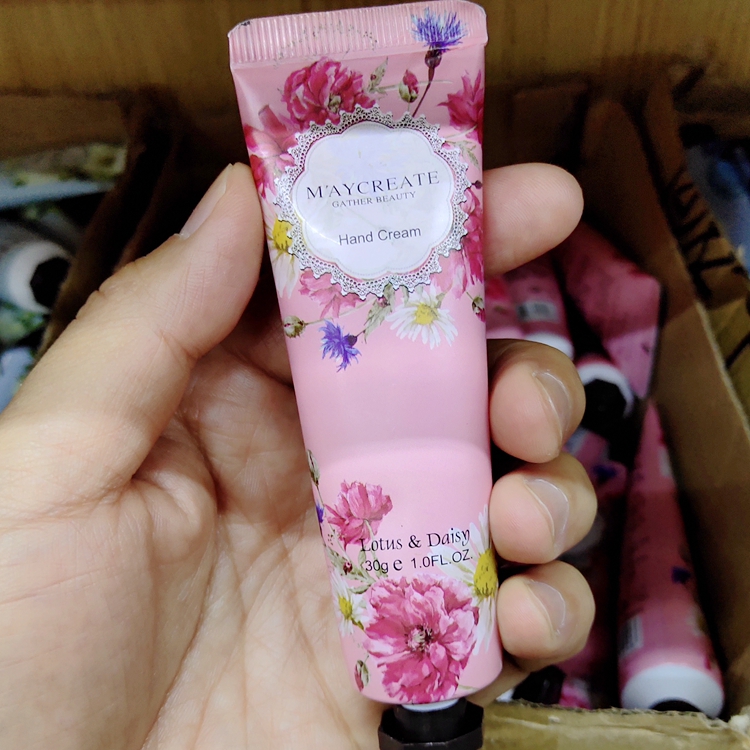 M'AYCREATE
GATHER BEAUTY
Hand Cream
Lotus & Daisy
30g e 1.0FL.OZ.